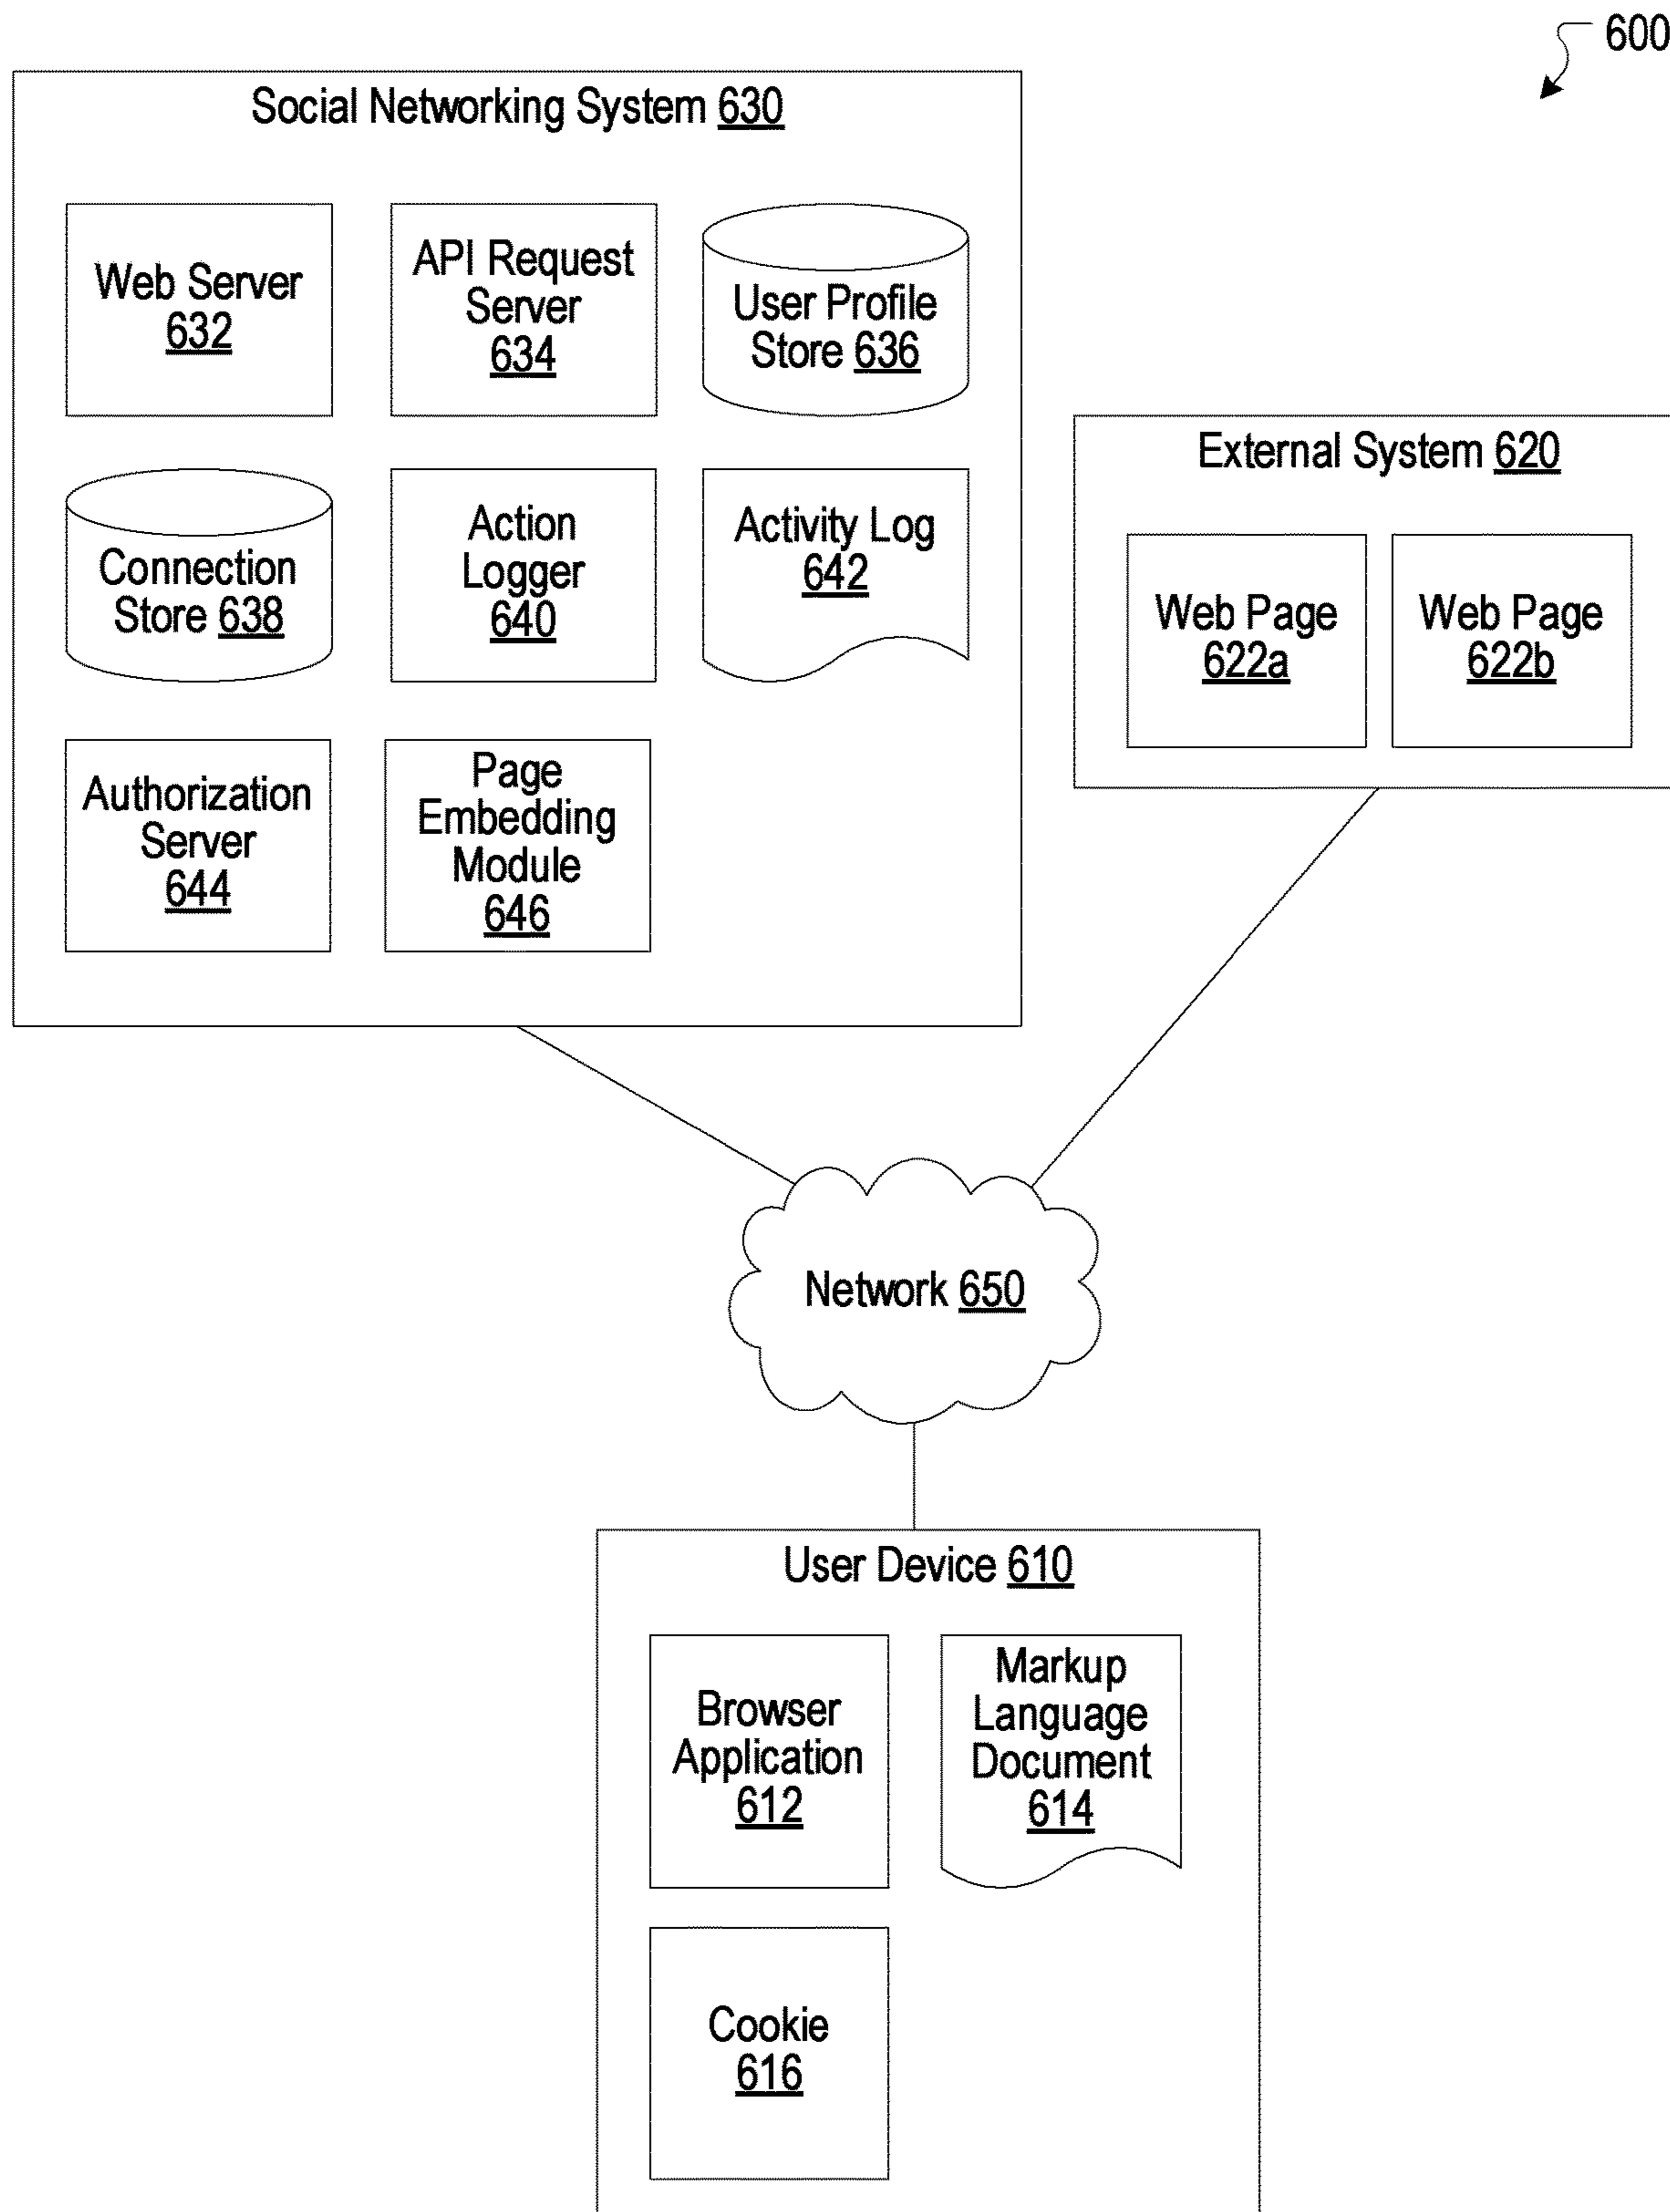 600
Social Networking System 630
Web Server
632
API Request
Server
634
User Profile
Store 636
Connection
Store 638
Action
Logger
640
Activity Log
642
Authorization
Server
644
Page
Embedding
Module
646
External System 620
Web Page
622a
Web Page
622b
Network 650
User Device 610
Browser
Application
612
Markup
Language
Document
614
Cookie
616